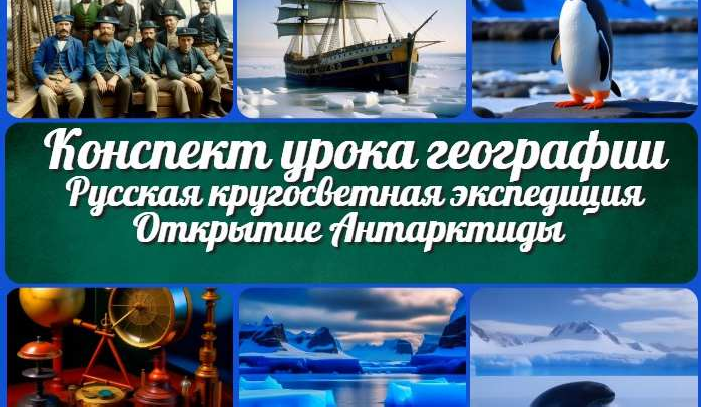 Конспект урока географии
Русская кругосветная экспедиция
Открытие Антарктиды